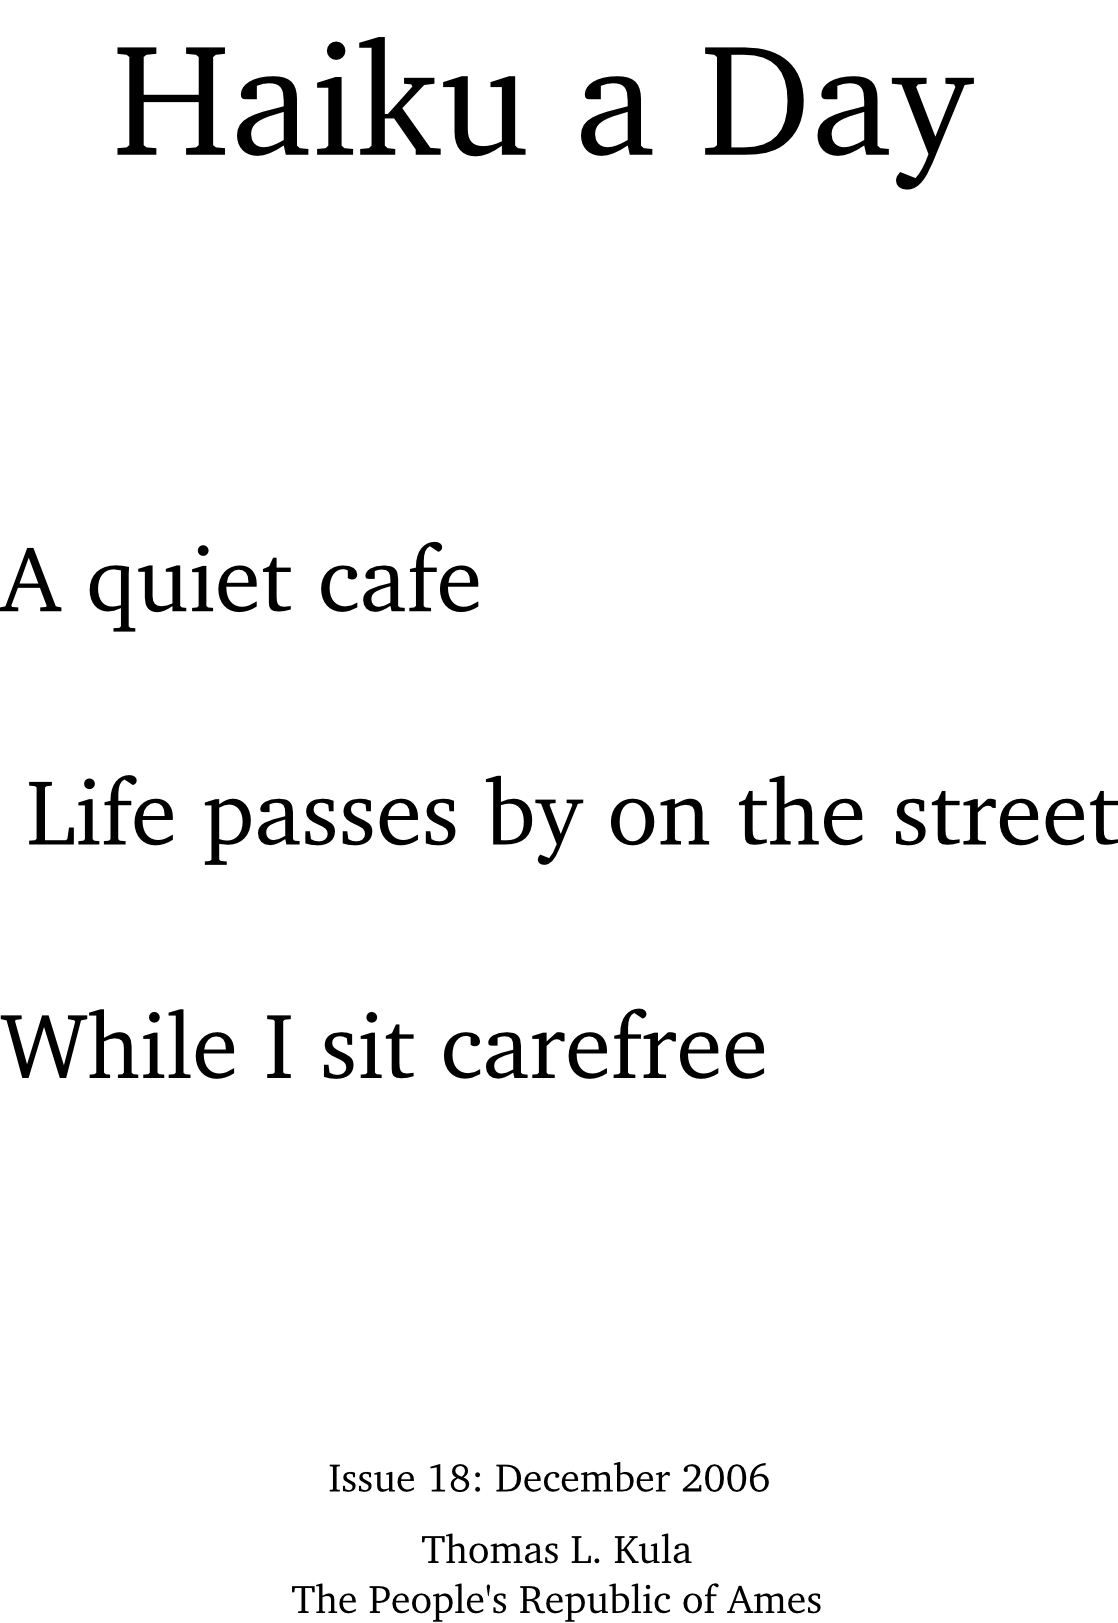 Haiku a Day
A quiet cafe
Life passes by on the street
While I sit carefree
Issue 18: December 2006
Thomas L. Kula
The People's Republic of Ames